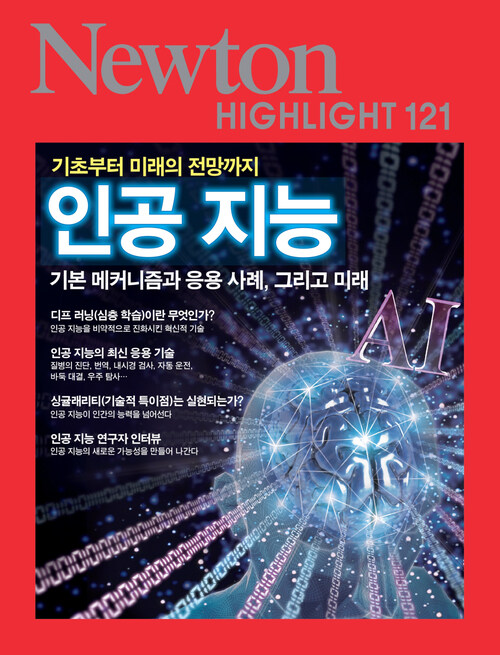 Newton
HIGHLIGHT 121
기초부터 미래의 전망까지
인공 지능
기본 메커니즘과 응용 사례, 그리고 미래
디프 러닝(심층 학습)이란 무엇인가?
인공 지능을 비약적으로 진화시킨 혁신적 기술
인공 지능의 최신 응용 기술
질병의 진단, 번역, 내시경 검사, 자동 운전,
바둑 대결, 우주 탐사…
싱귤래리티(기술적 특이점)는 실현되는가?
인공 지능이 인간의 능력을 넘어선다
인공 지능 연구자 인터뷰
인공 지능의 새로운 가능성을 만들어 나간다
AI